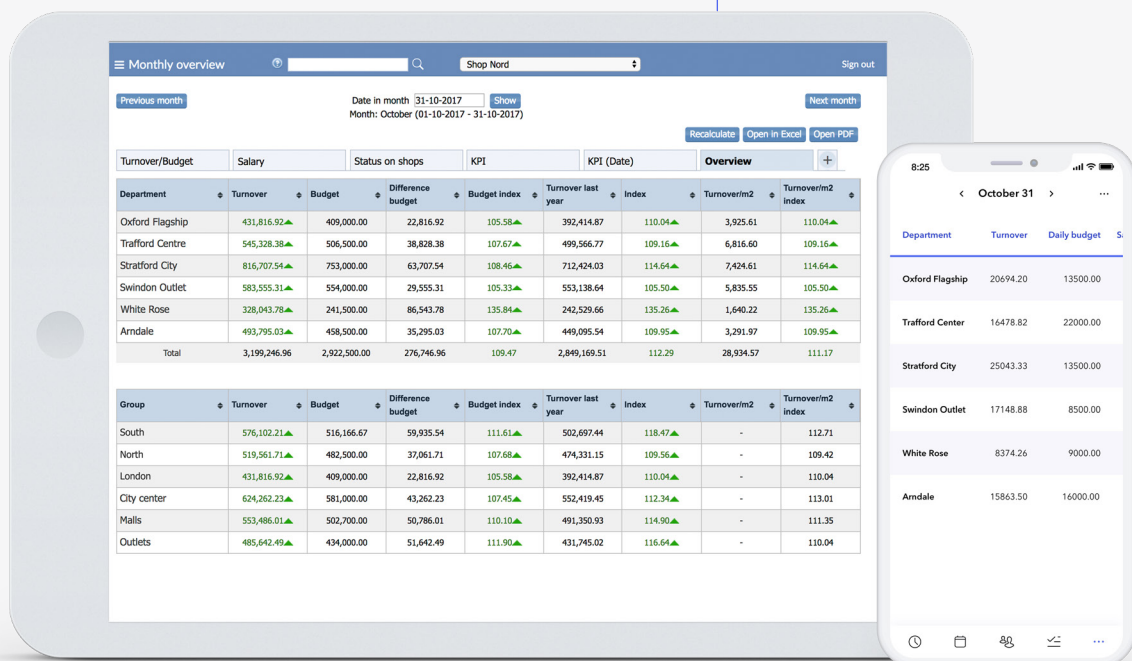 Monthly overview
Shop Nord
Sign out
Previous month
Date in month 31-10-2017 Show
Next month
Month: October (01-10-2017 - 31-10-2017)
Recalculate Open in Excel Open PDF
Turnover/Budget Salary Status on shops KPI KPI (Date) Overview +
Department Turnover Budget Difference budget Budget index Turnover last year Index Turnover/m2 Turnover/m2 index
Oxford Flagship 431,816.92 409,000.00 22,816.92 105.58 392,414.87 110.04 3,925.61 110.04
Trafford Centre 545,328.38 506,500.00 38,828.38 107.67 499,566.77 109.16 6,816.60 109.16
Stratford City 816,707.54 753,000.00 63,707.54 108.46 712,424.03 114.64 7,424.61 114.64
Swindon Outlet 583,555.31 554,000.00 29,555.31 105.33 553,138.64 105.50 5,835.55 105.50
White Rose 328,043.78 241,500.00 86,543.78 135.84 242,529.66 135.26 1,640.22 135.26
Arndale 493,795.03 458,500.00 35,295.03 107.70 449,095.54 109.95 3,291.97 109.95
Total 3,199,246.96 2,922,500.00 276,746.96 109.47 2,849,169.51 112.29 28,934.57 111.17
Group Turnover Budget Difference budget Budget index Turnover last year Index Turnover/m2 Turnover/m2 index
South 576,102.21 516,166.67 59,935.54 111.61 502,697.44 118.47 - 112.71
North 519,561.71 482,500.00 37,061.71 107.68 474,331.15 109.56 - 109.42
London 431,816.92 409,000.00 22,816.92 105.58 392,414.87 110.04 - 110.04
City center 624,262.23 581,000.00 43,262.23 107.45 552,419.45 112.34 - 113.01
Malls 553,486.01 502,700.00 50,786.01 110.10 491,350.93 114.90 - 111.35
Outlets 485,642.49 434,000.00 51,642.49 111.90 431,745.02 116.64 - 110.04
8:25
October 31
Department Turnover Daily budget
Oxford Flagship 20694.20 13500.00
Trafford Center 16478.82 22000.00
Stratford City 25043.33 13500.00
Swindon Outlet 17148.88 8500.00
White Rose 8374.26 9000.00
Arndale 15863.50 16000.00